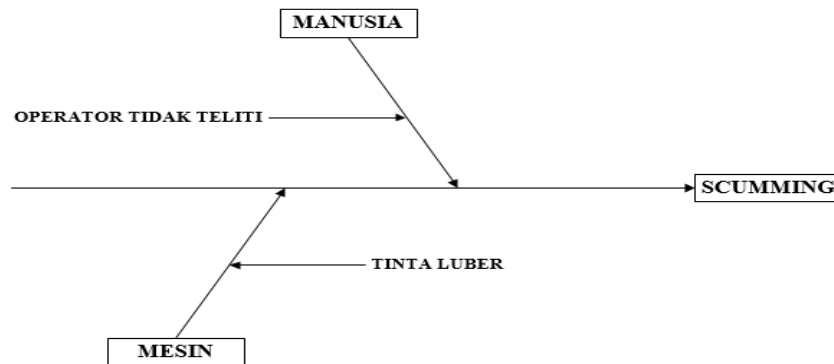 MANUSIA
OPERATOR TIDAK TELITI
SCUMMING
TINTA LUBER
MESIN